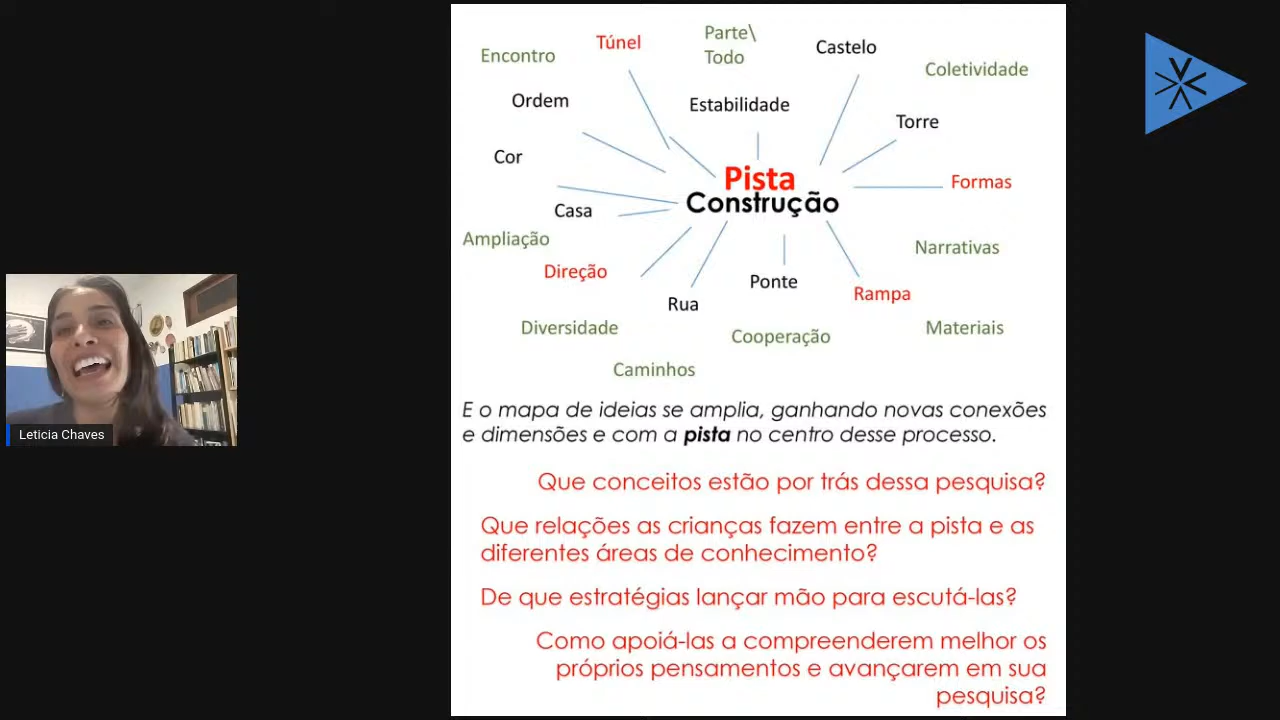 Parte\
Todo
Túnel
Castelo
Encontro
Coletividade
Ordem
Estabilidade
Torre
Cor
Pista
Construção
Formas
Casa
Ampliação
Narrativas
Direção
Ponte
Rampa
Rua
Diversidade
Cooperação
Materiais
Caminhos
E o mapa de ideias se amplia, ganhando novas conexões
e dimensões e com a pista no centro desse processo.
Leticia Chaves
Que conceitos estão por trás dessa pesquisa?
Que relações as crianças fazem entre a pista e as
diferentes áreas de conhecimento?
De que estratégias lançar mão para escutá-las?
Como apoiá-las a compreenderem melhor os
próprios pensamentos e avançarem em sua
pesquisa?